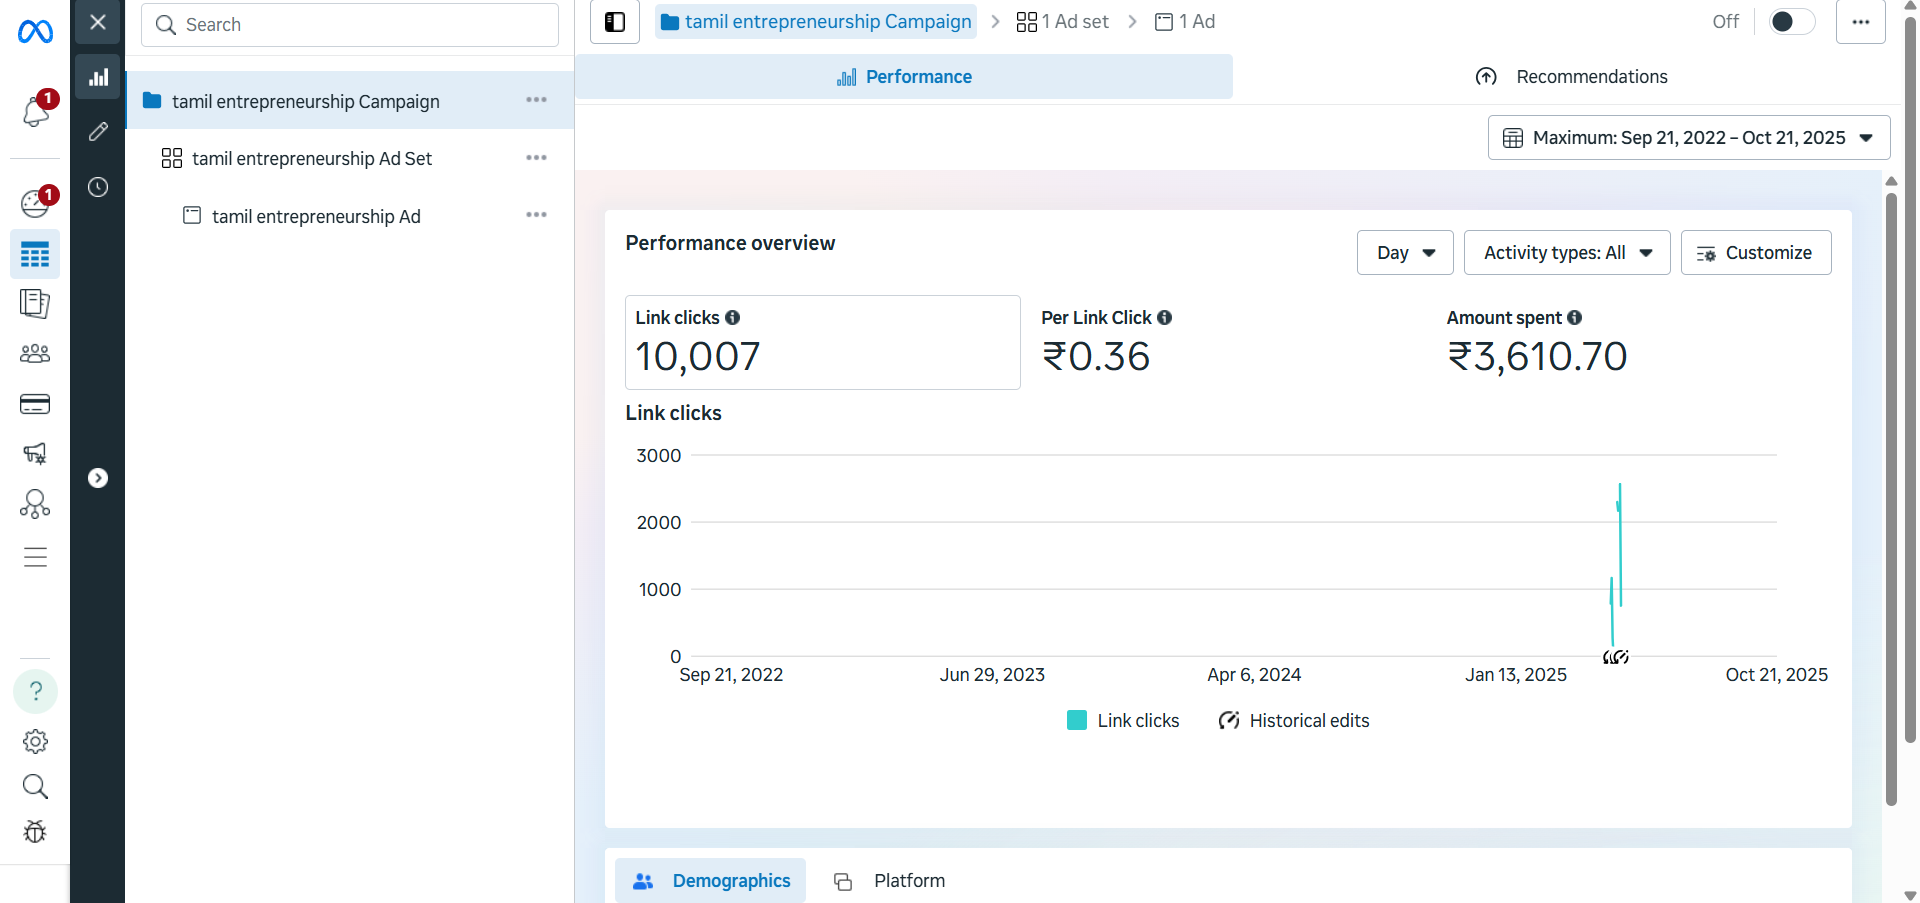 1
1
?
Search
tamil entrepreneurship Campaign
tamil entrepreneurship Ad Set
tamil entrepreneurship Ad
tamil entrepreneurship Campaign
1 Ad set
1 Ad
Off
Performance
Recommendations
Maximum: Sep 21, 2022 – Oct 21, 2025
Performance overview
Day
Activity types: All
Customize
Link clicks
10,007
Per Link Click
₹0.36
Amount spent
₹3,610.70
Link clicks
3000
2000
1000
0
Sep 21, 2022 Jun 29, 2023 Apr 6, 2024 Jan 13, 2025 Oct 21, 2025
Link clicks Historical edits
Demographics
Platform